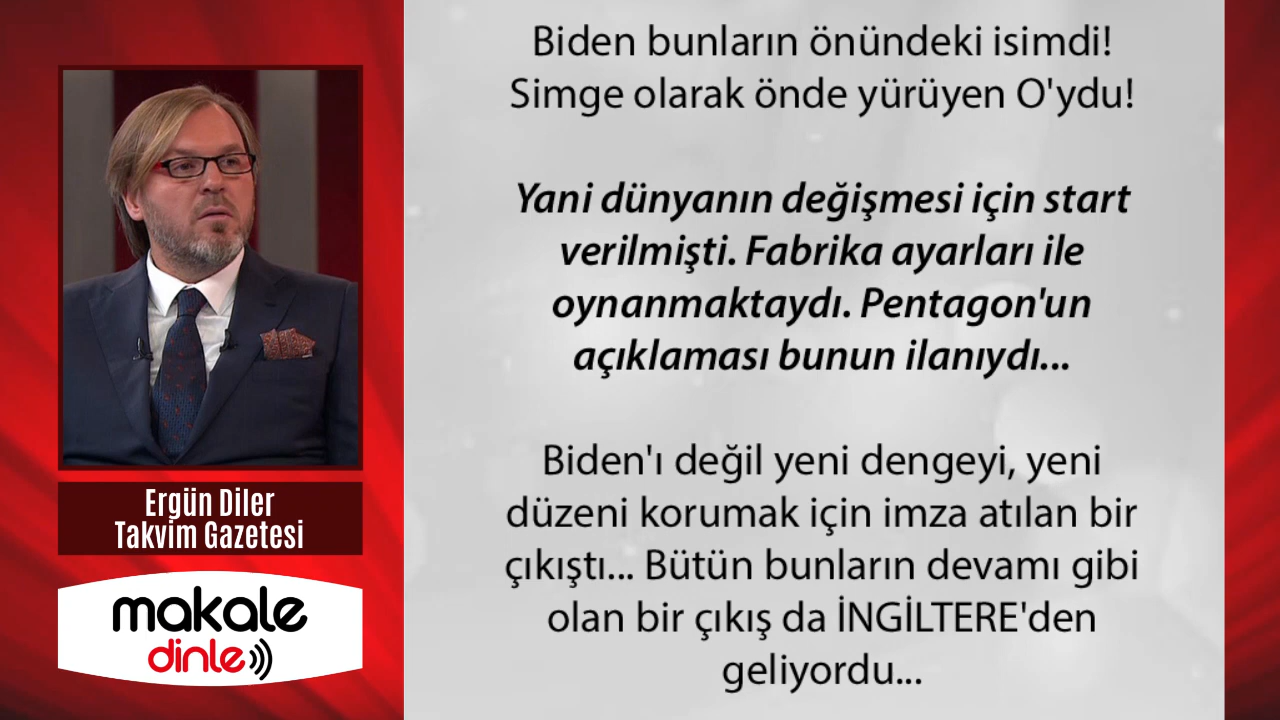 Biden bunların önündeki isimdi!
Simge olarak önde yürüyen O'ydu!
Yani dünyanın değişmesi için start
verilmişti. Fabrika ayarları ile
oynanmaktaydı. Pentagon'un
açıklaması bunun ilanıydı...
Biden'ı değil yeni dengeyi, yeni
düzeni korumak için imza atılan bir
çıkıştı... Bütün bunların devamı gibi
olan bir çıkış da İNGİLTERE'den
geliyordu...
Ergün Diler
Takvim Gazetesi
makale
dinle